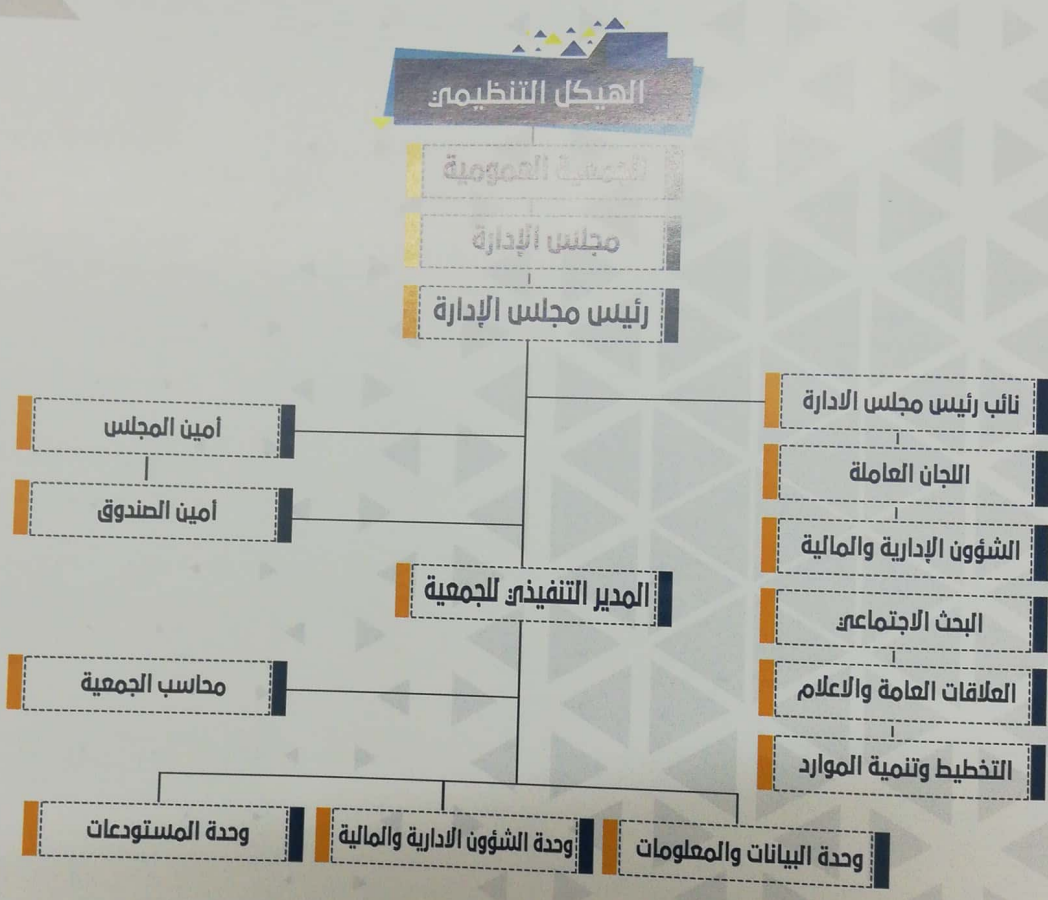 الهيكل التنظيمي
الجمعية العمومية
مجلس الإدارة
رئيس مجلس الإدارة
نائب رئيس مجلس الادارة
اللجان العاملة
الشؤون الإدارية والمالية
البحث الاجتماعي
العلاقات العامة والاعلام
التخطيط وتنمية الموارد
أمين المجلس
أمين الصندوق
المدير التنفيذي للجمعية
محاسب الجمعية
وحدة البيانات والمعلومات
وحدة الشؤون الادارية والمالية
وحدة المستودعات